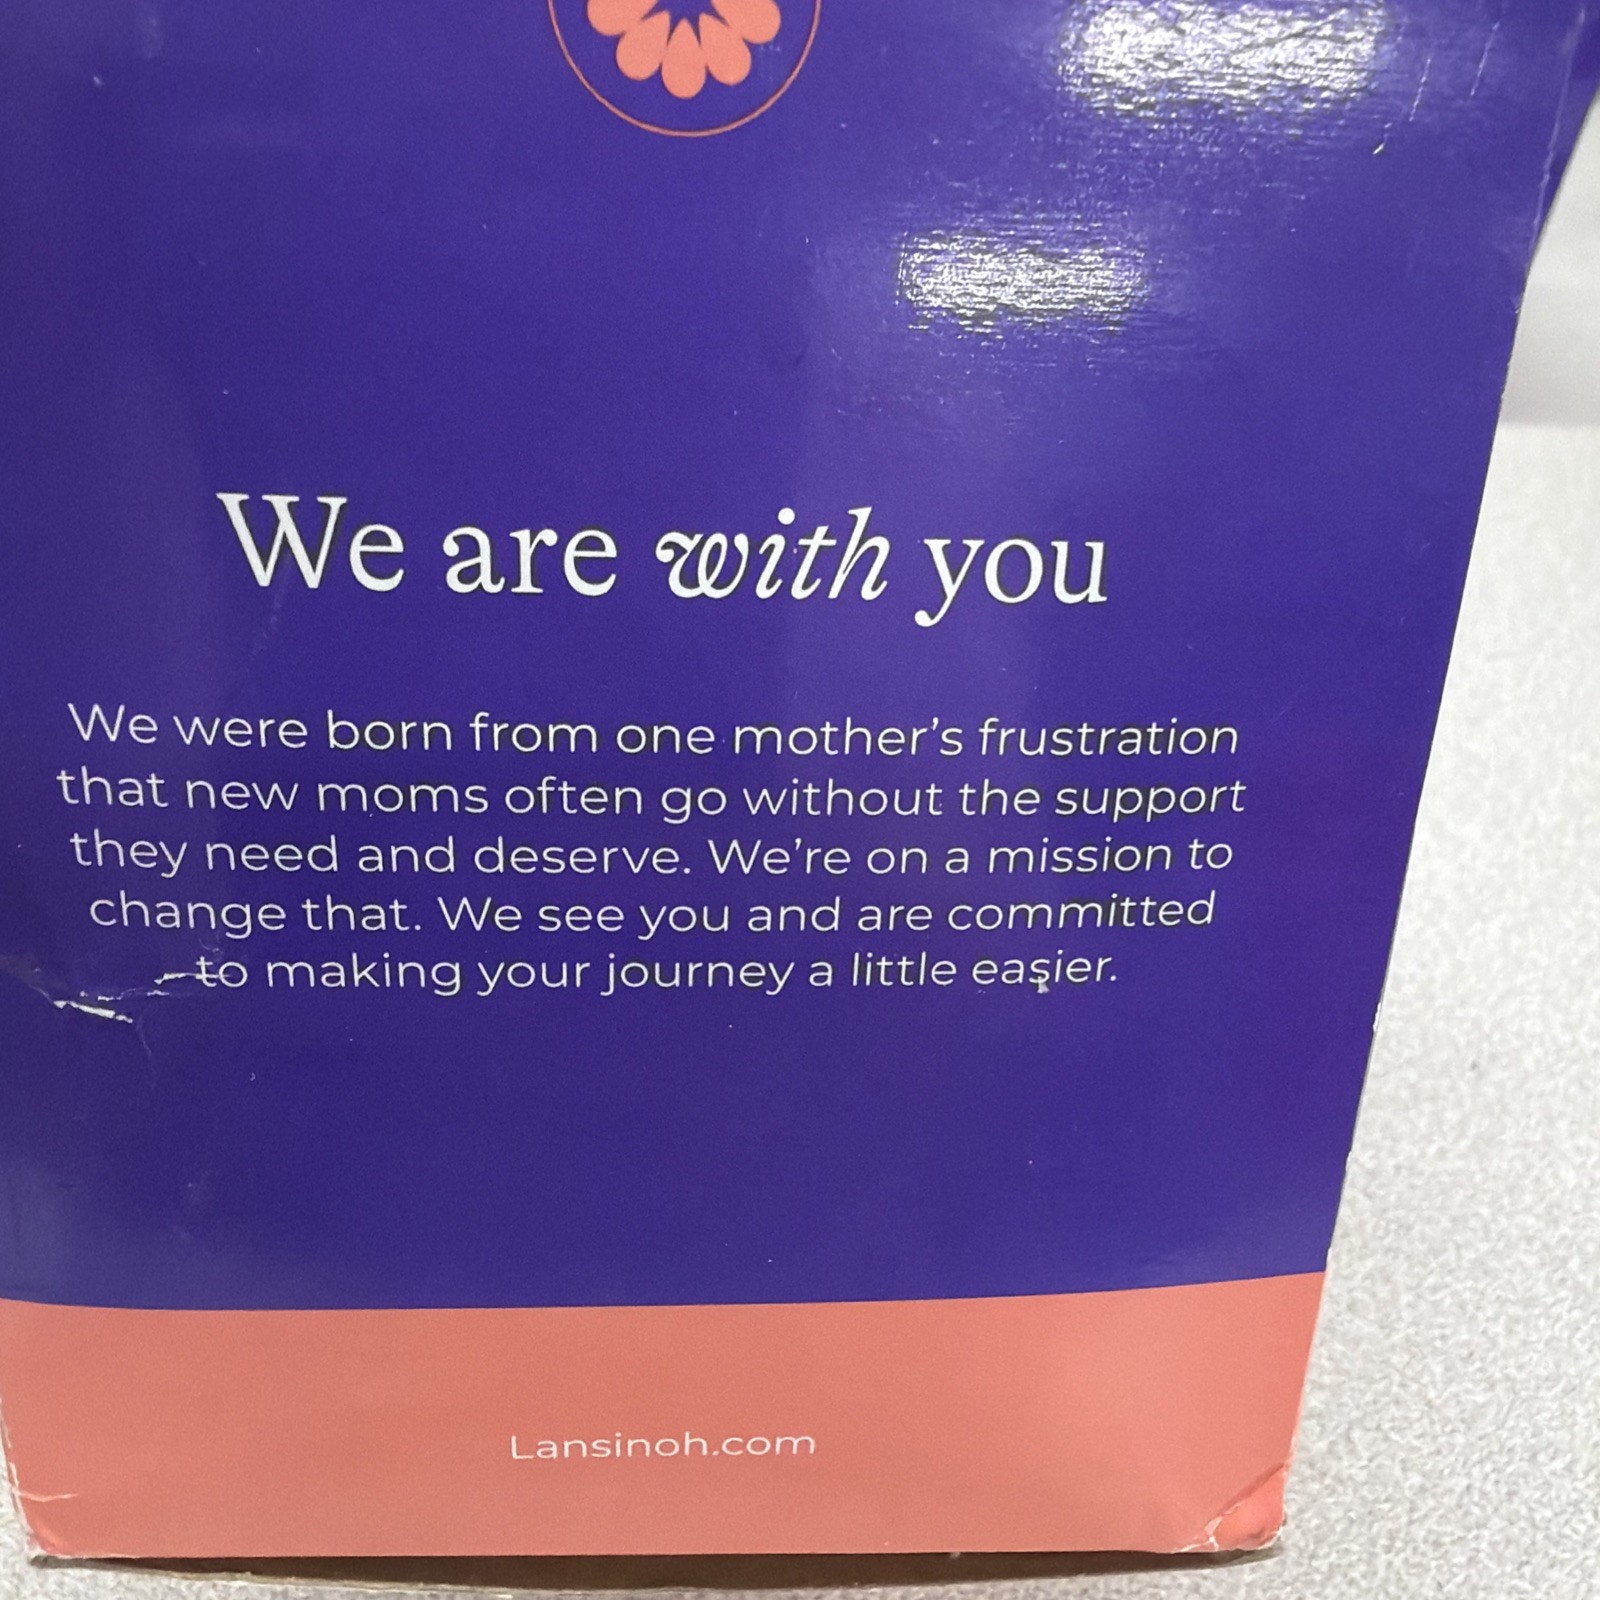 We are with you
We were born from one mother's frustration
that new moms often go without the support
they need and deserve. We're on a mission to
change that. We see you and are committed
to making your journey a little easier.
Lansinoh.com